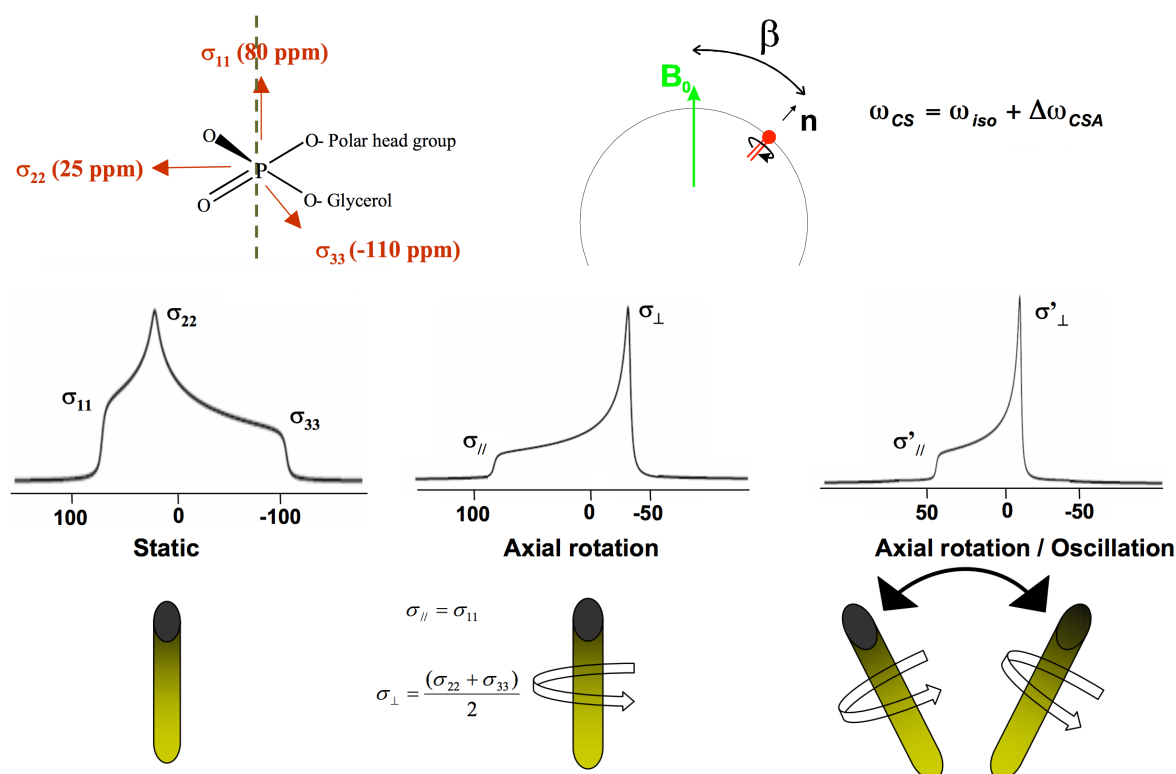 σ11 (80 ppm)
β
B0
n
ωCS = ωiso + ΔωCSA
O
O- Polar head group
σ22 (25 ppm)
P
O
O- Glycerol
σ33 (-110 ppm)
σ22
σ11
σ33
100 0 -100
Static
σ⊥
σ//
100 0 -50
Axial rotation
σ'⊥
σ'//
50 0 -50
Axial rotation / Oscillation
σ// = σ11
σ⊥ = (σ22 + σ33)
2